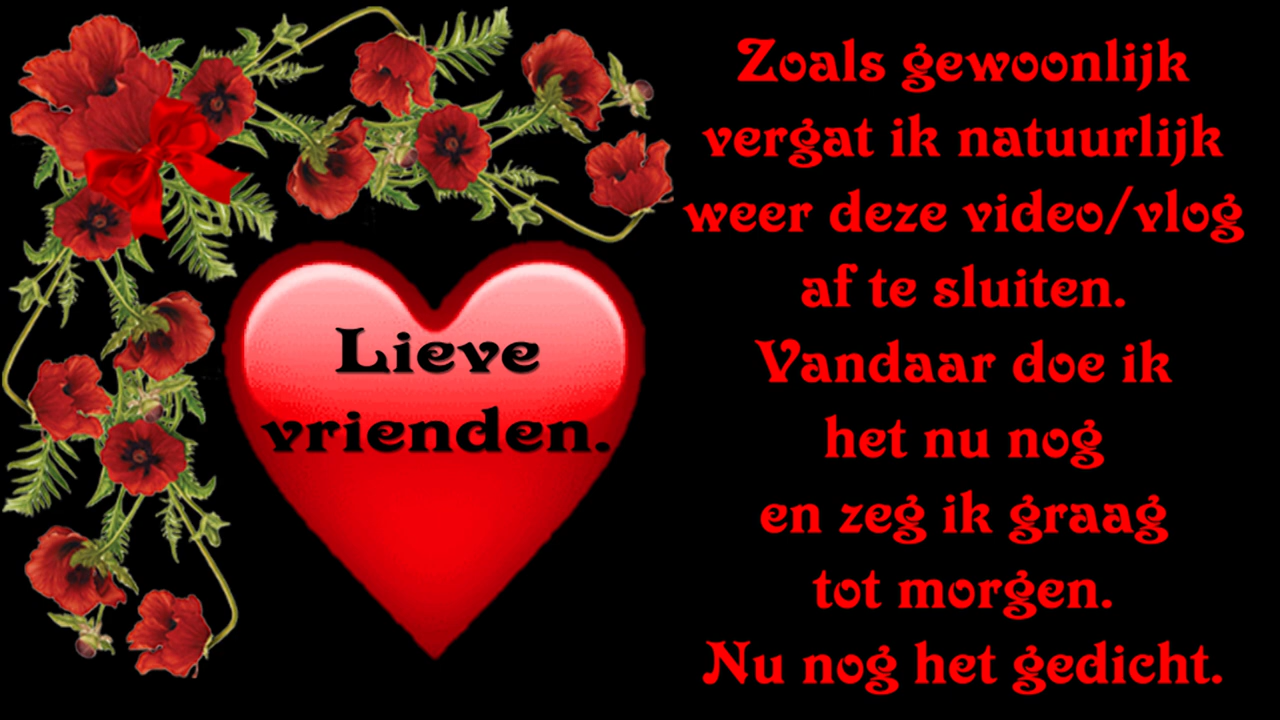 Lieve
vrienden.
Zoals gewoonlijk
vergat ik natuurlijk
weer deze video/vlog
af te sluiten.
Vandaar doe ik
het nu nog
en zeg ik graag
tot morgen.
Nu nog het gedicht.